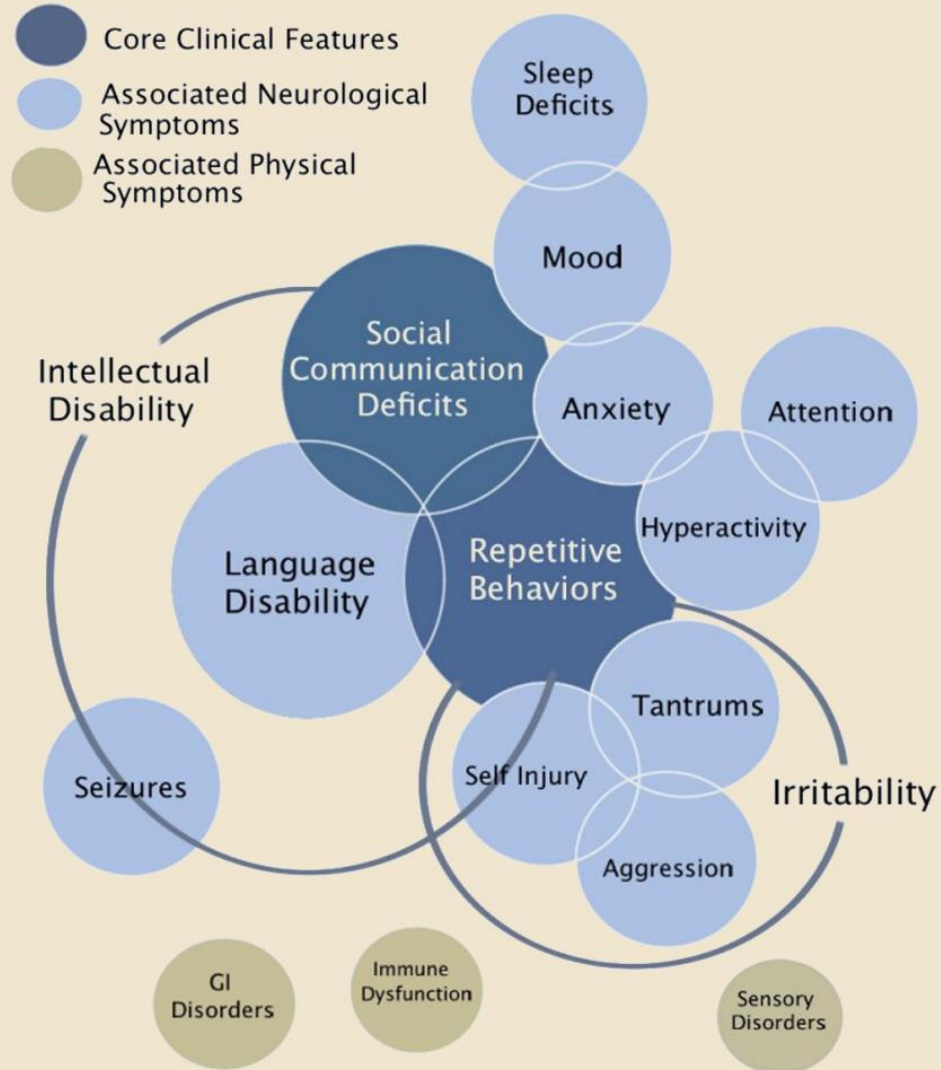 Core Clinical Features
Associated Neurological
Symptoms
Associated Physical
Symptoms
Sleep
Deficits
Mood
Social
Communication
Deficits
Intellectual
Disability
Anxiety
Attention
Hyperactivity
Language
Disability
Repetitive
Behaviors
Tantrums
Seizures
Self Injury
Irritability
Aggression
GI
Disorders
Immune
Dysfunction
Sensory
Disorders